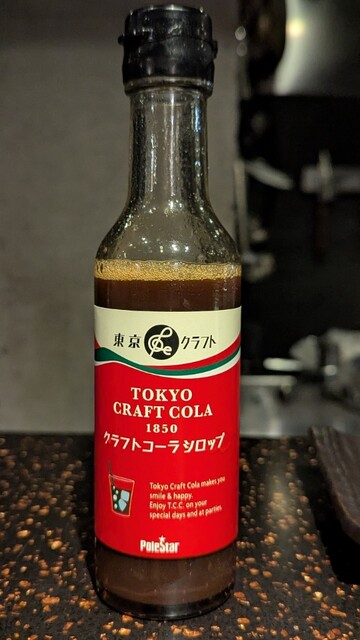 東京クラフト
TOKYO
CRAFT COLA
1850
クラフトコーラシロップ
Tokyo Craft Cola makes you
smile & happy.
Enjoy T.C.C. on your
special days and at parties.
PoleStar